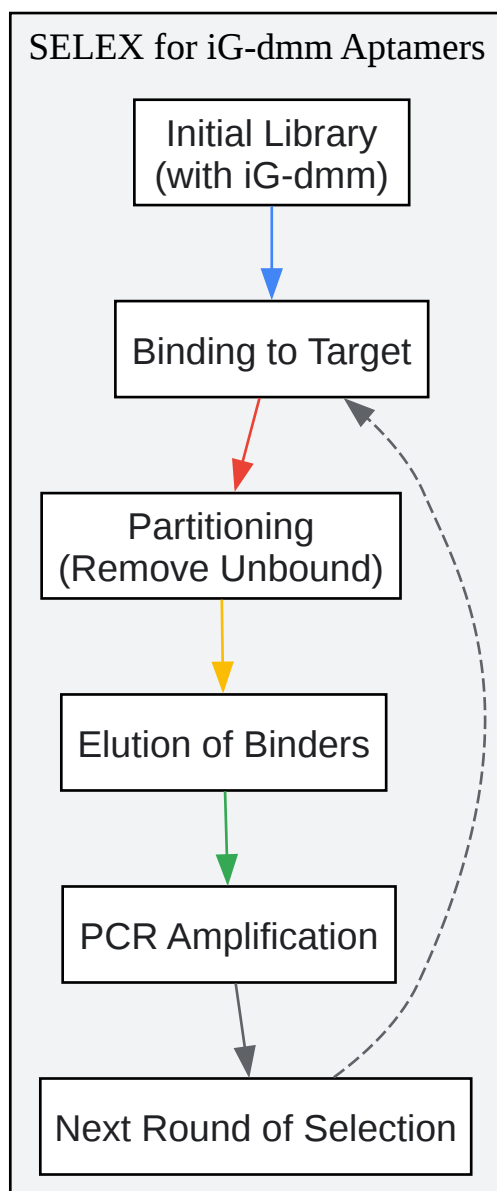 SELEX for iG-dmm Aptamers
Initial Library
(with iG-dmm)
Binding to Target
Partitioning
(Remove Unbound)
Elution of Binders
PCR Amplification
Next Round of Selection